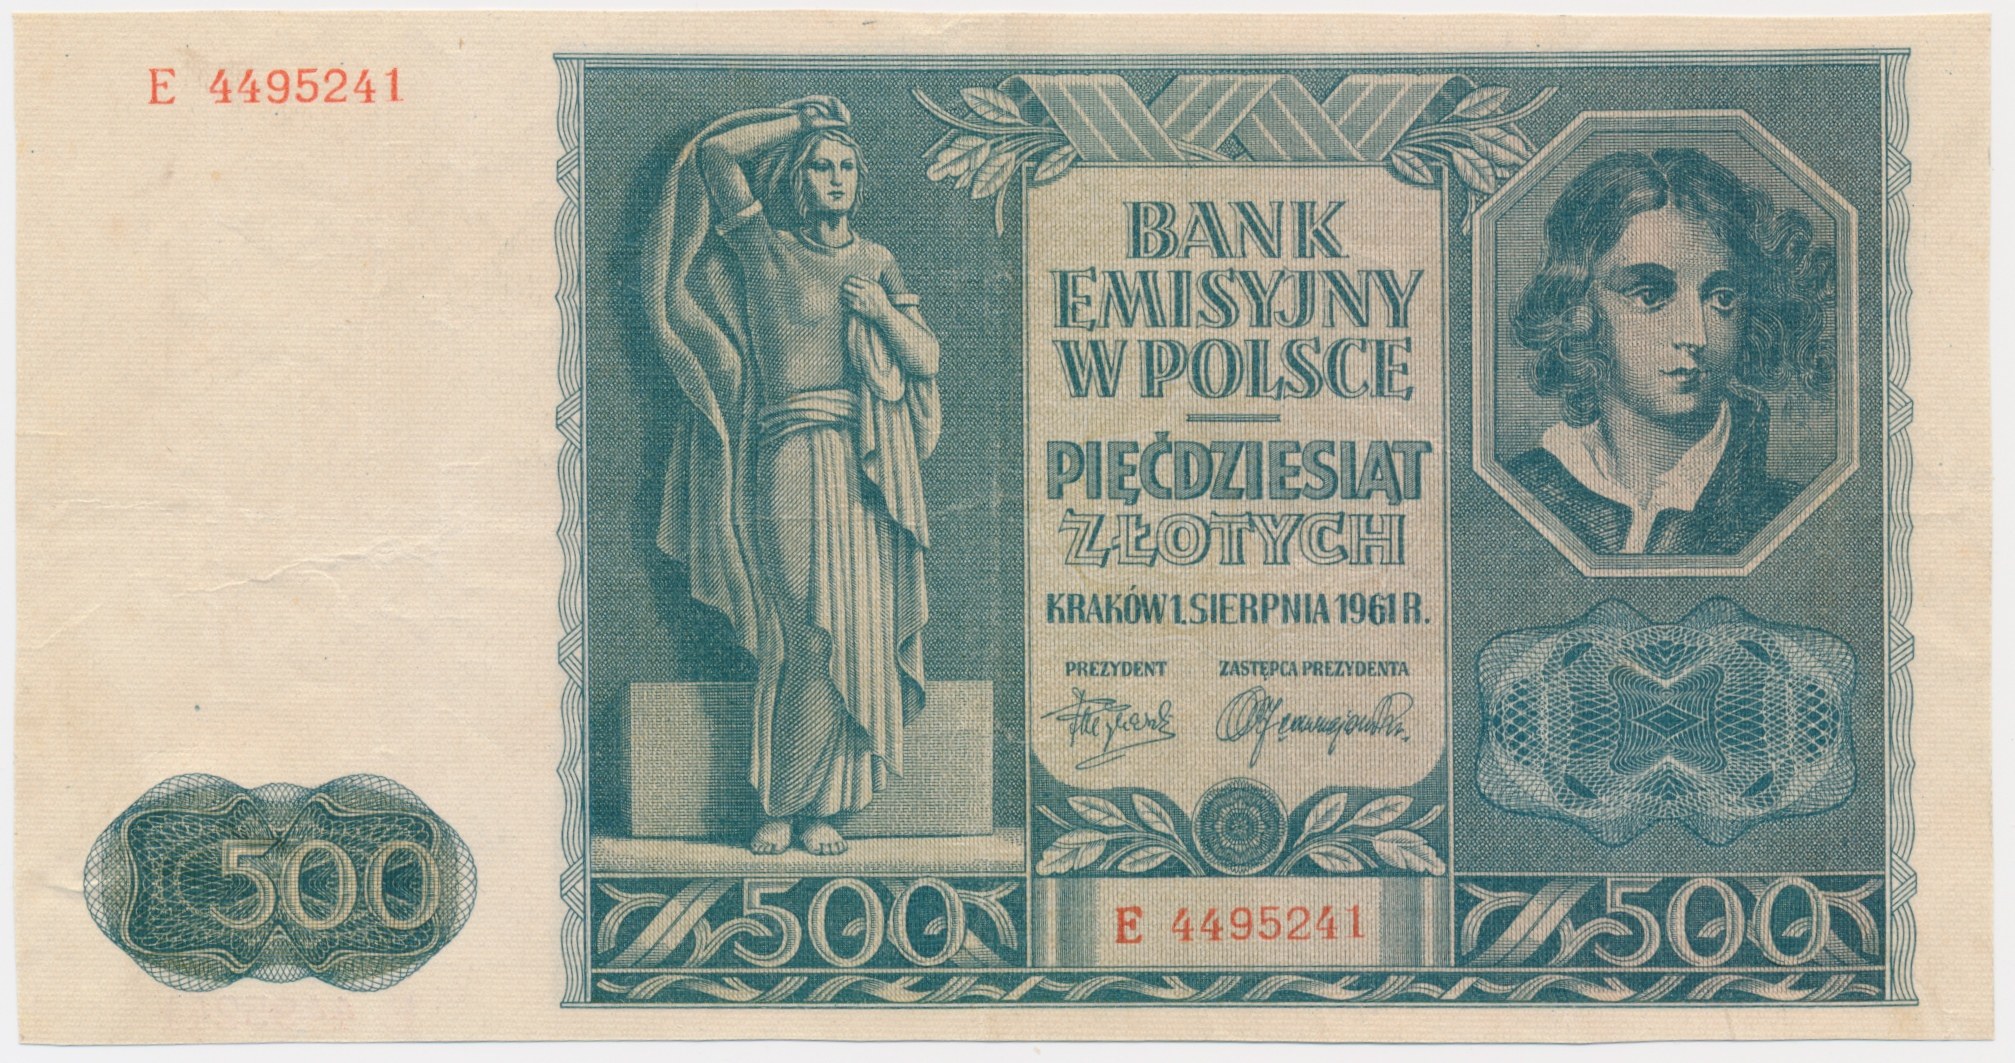 E 4495241
BANK
EMISYJNY
W POLSCE
PIĘĆDZIESIĄT
ZŁOTYCH
KRAKÓW 1. SIERPNIA 1961 R.
PREZYDENT ZASTĘPCA PREZYDENTA
500
500 E 4495241 500